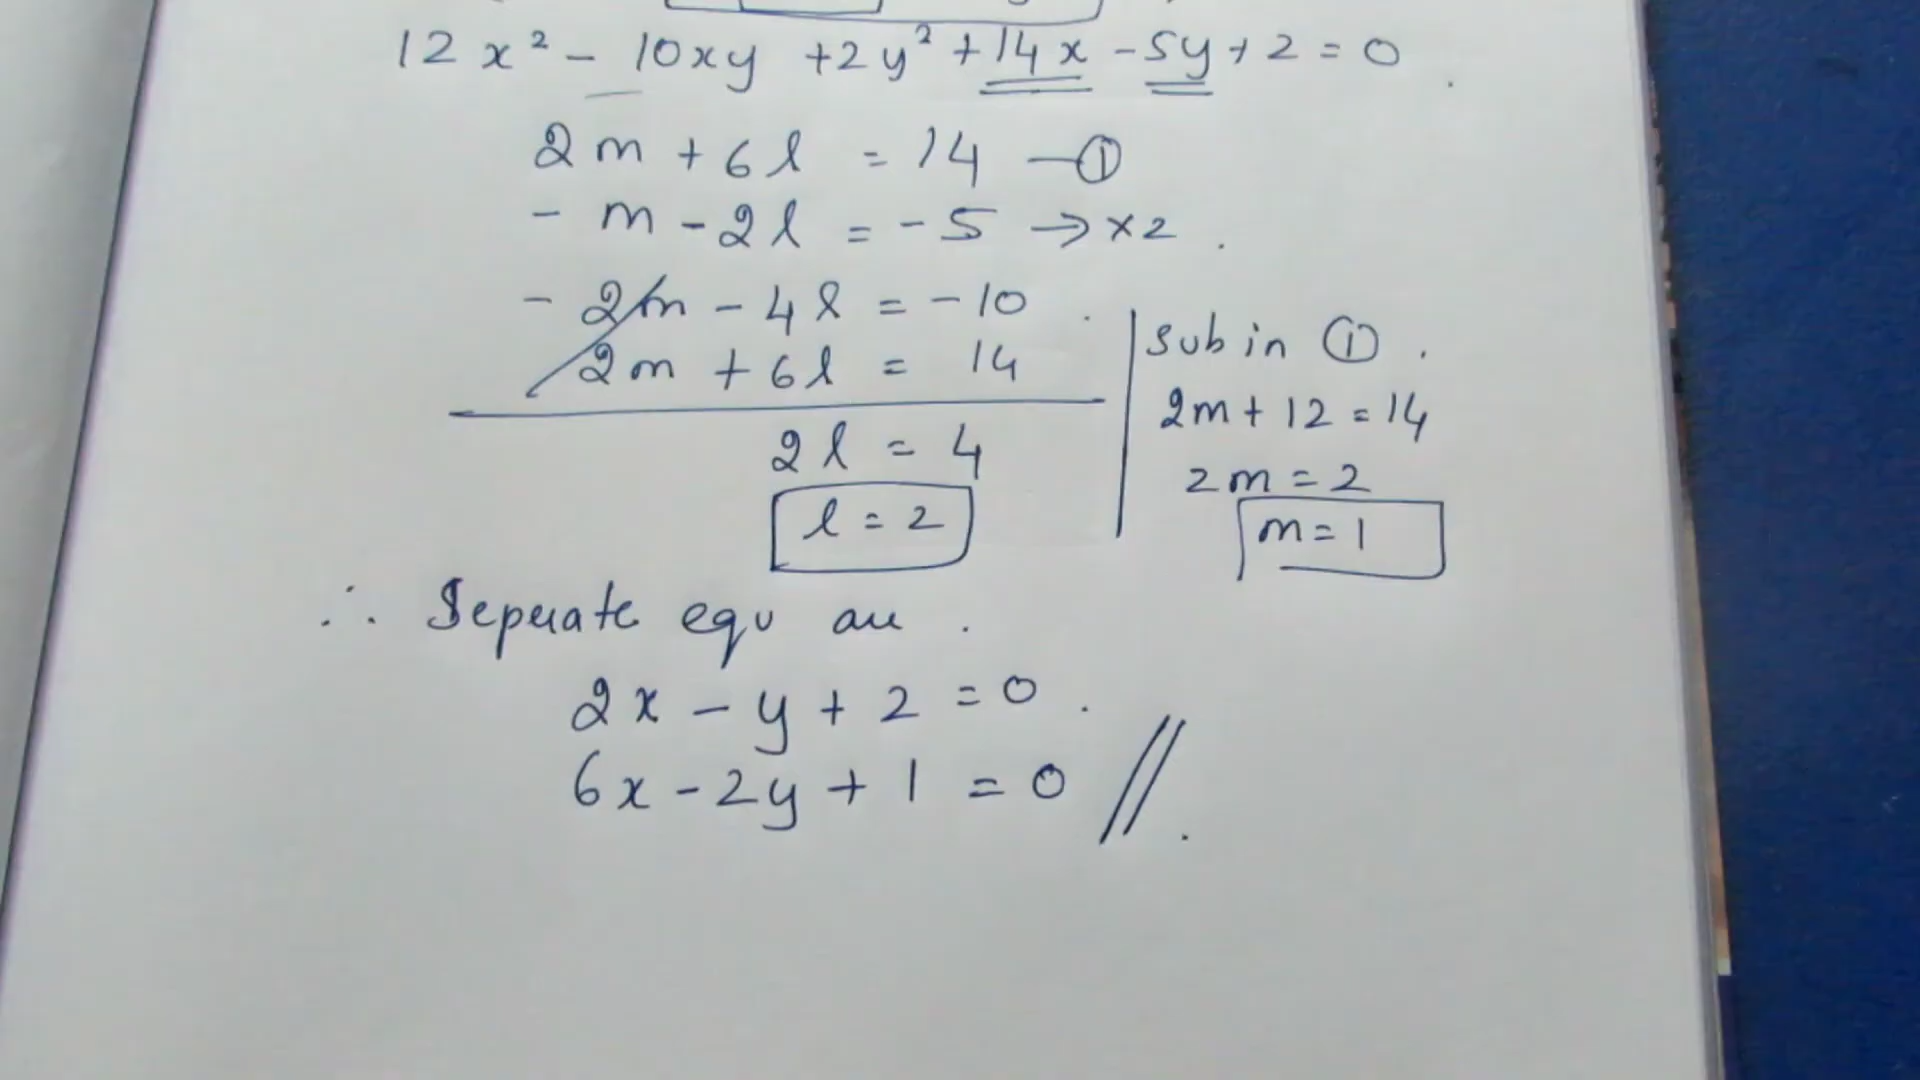 12x² - 10xy + 2y² + 14x - 5y + 2 = 0
2m + 6l = 14 — ①
- m - 2l = -5 → ×2
- 2m - 4l = -10
2m + 6l = 14
2l = 4
l = 2
sub in ①.
2m + 12 = 14
2m = 2
m = 1
∴ Seperate equ are.
2x - y + 2 = 0.
6x - 2y + 1 = 0 //.